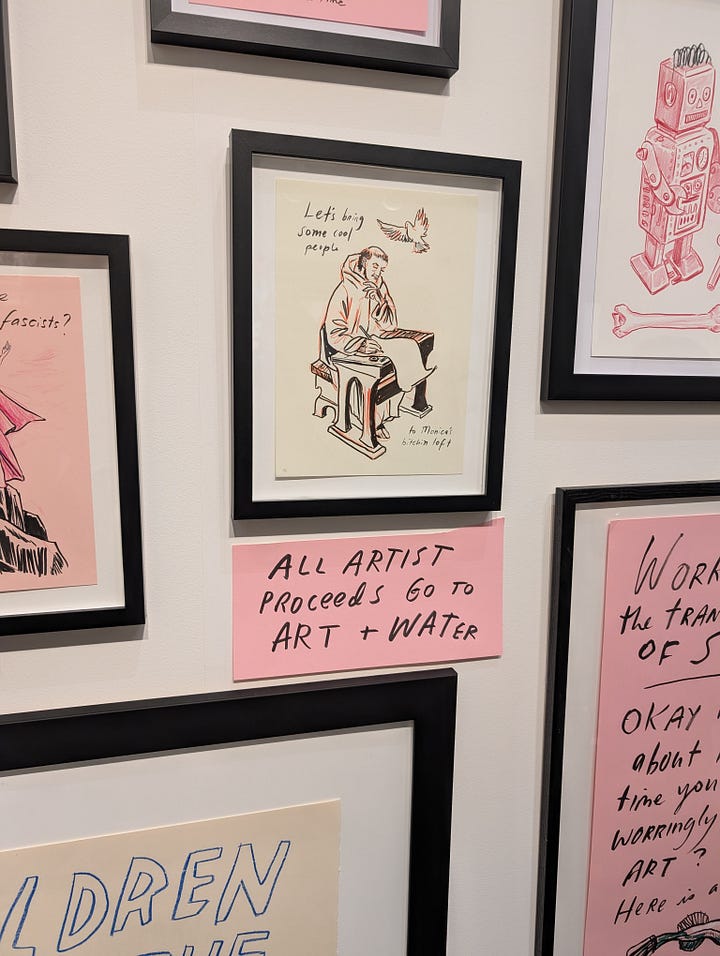 Let's bring
some cool
people
to Monica's
bitchin loft
fascists?
ALL ARTIST
PROCEEDS GO TO
ART + WATER
LDREN
WORR
the TRAN
OF S
OKAY
about
time you
WORRINGLY
ART?
HERE is a